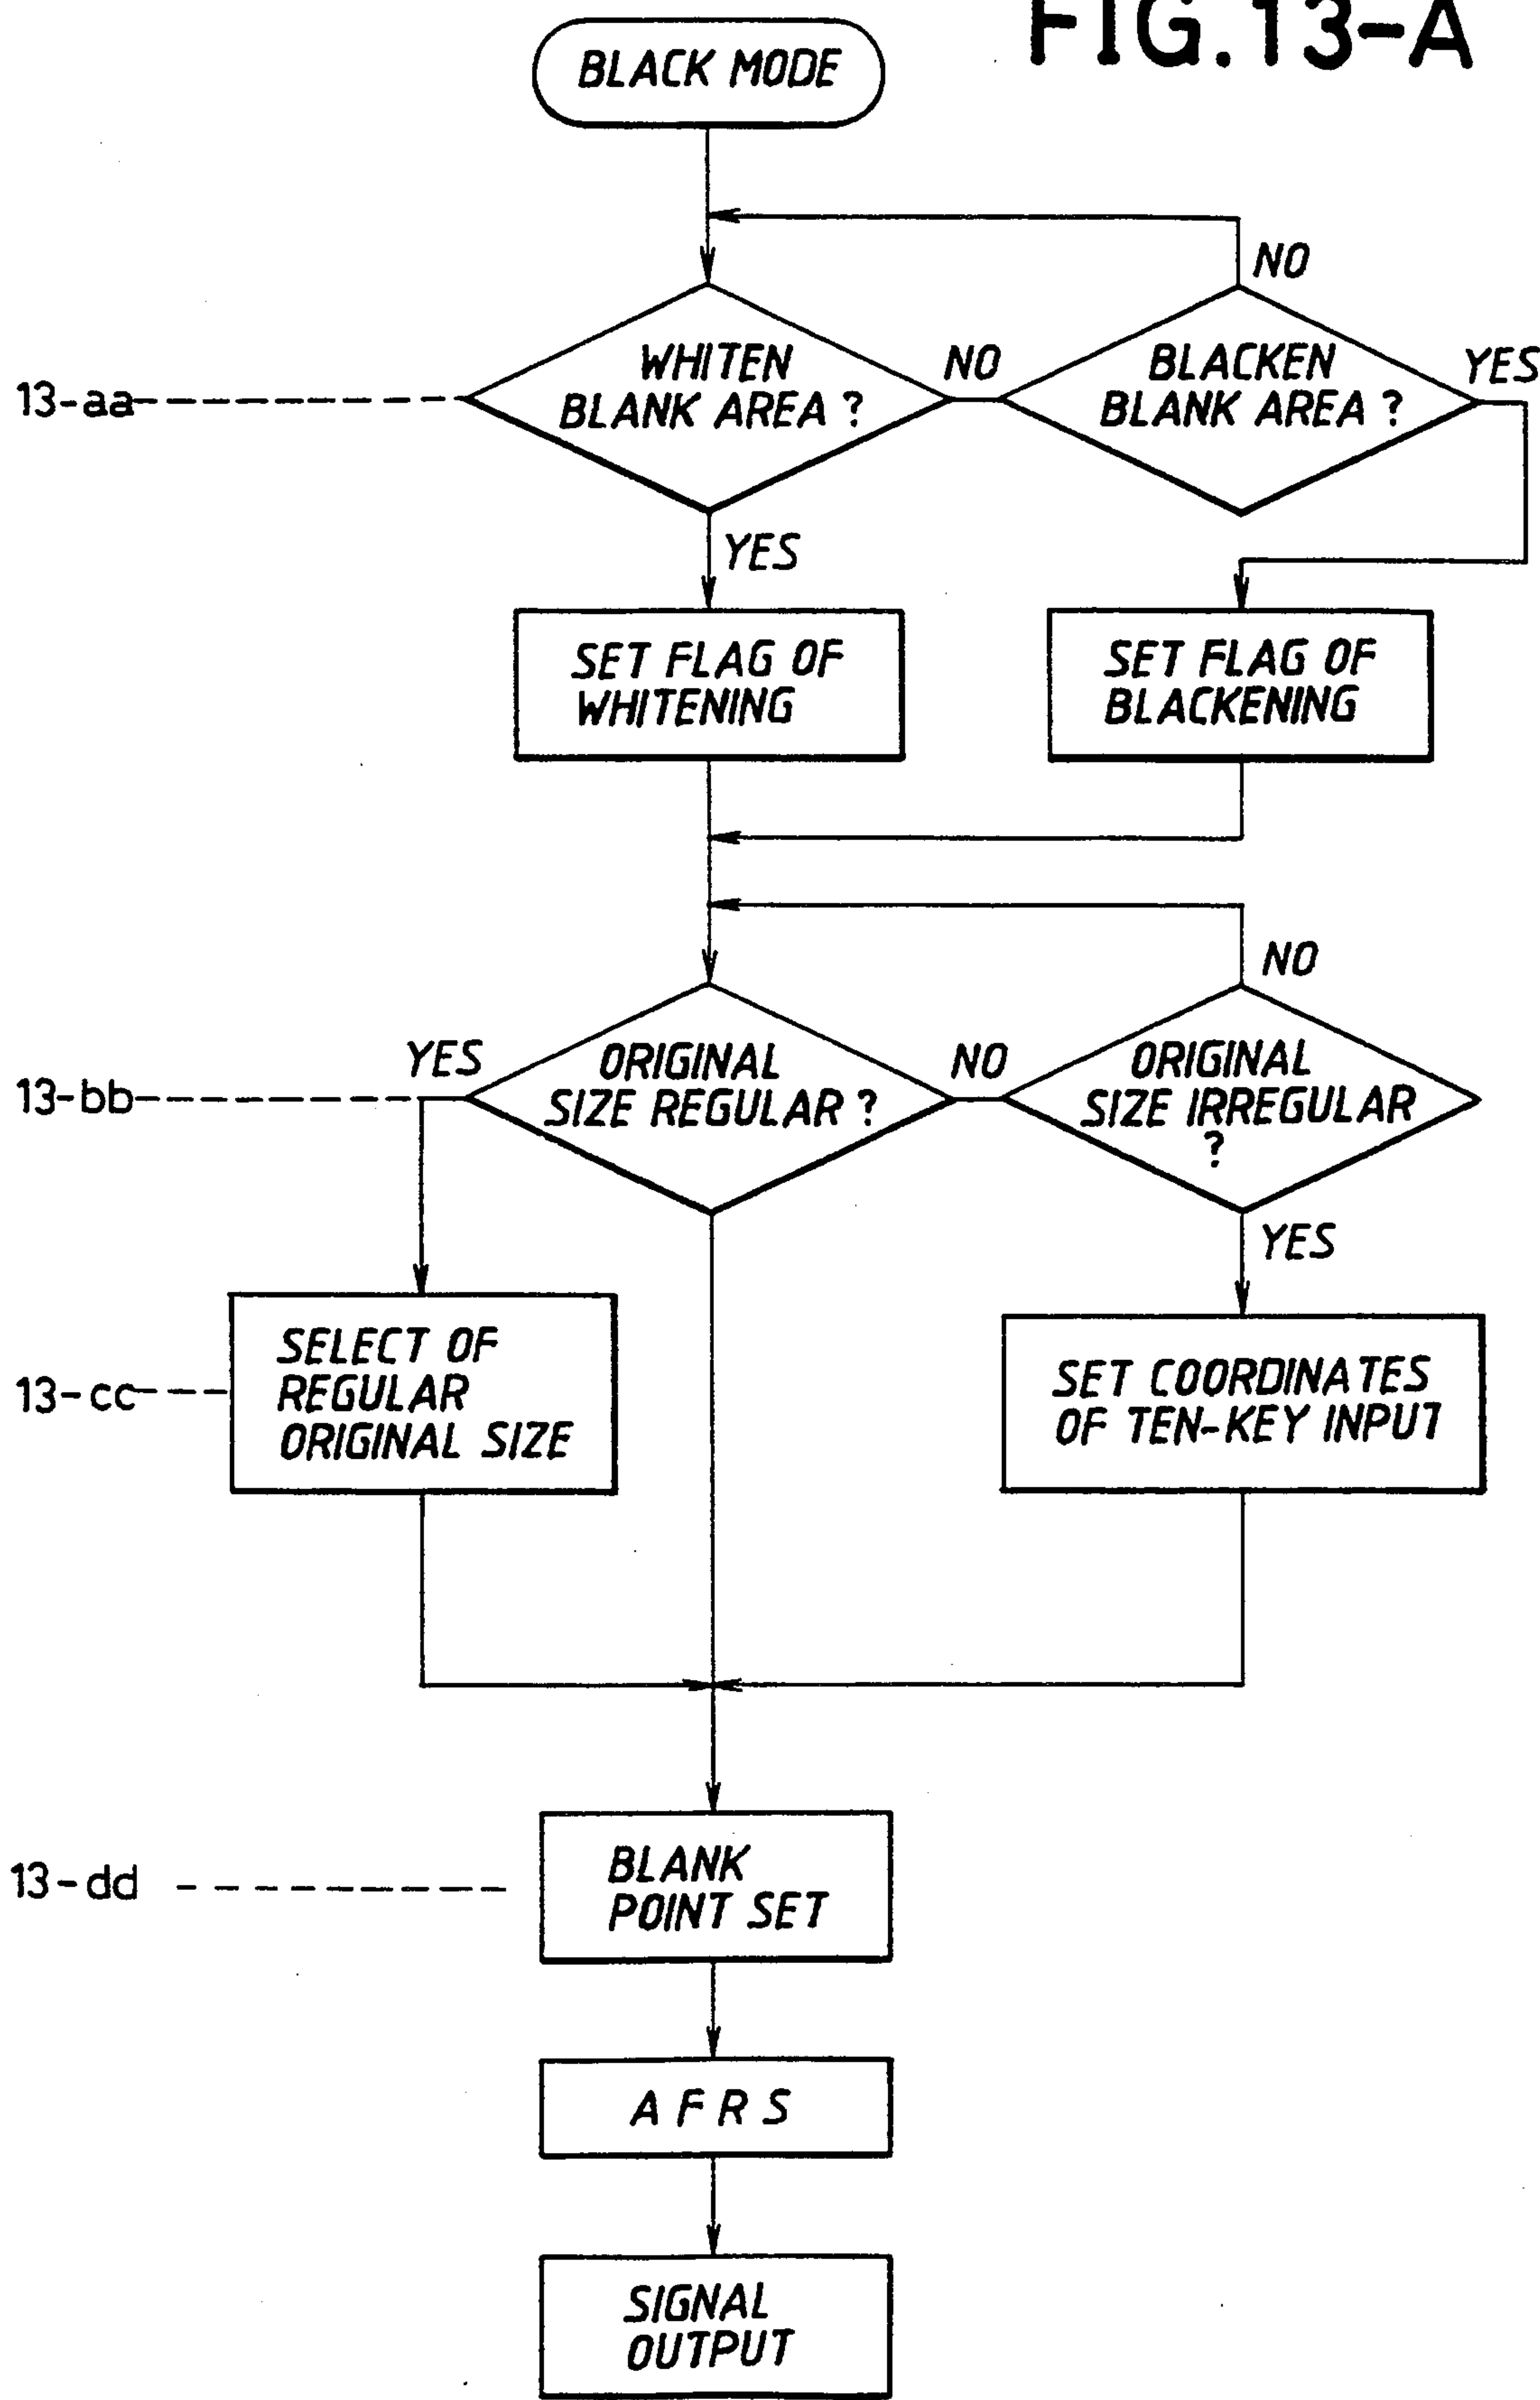 FIG.13-A
BLACK MODE
NO
13-aa
WHITEN
BLANK AREA ?
NO
BLACKEN
BLANK AREA ?
YES
YES
SET FLAG OF
WHITENING
SET FLAG OF
BLACKENING
NO
13-bb
YES
ORIGINAL
SIZE REGULAR ?
NO
ORIGINAL
SIZE IRREGULAR
?
YES
13-cc
SELECT OF
REGULAR
ORIGINAL SIZE
SET COORDINATES
OF TEN-KEY INPUT
13-dd
BLANK
POINT SET
A F R S
SIGNAL
OUTPUT